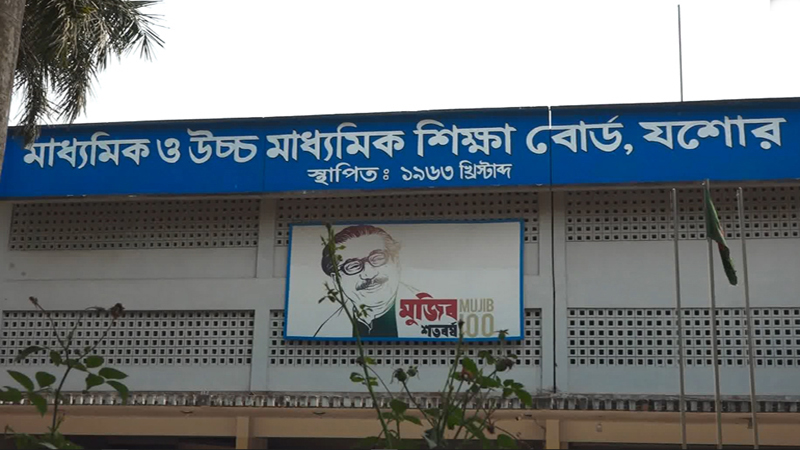 মাধ্যমিক ও উচ্চ মাধ্যমিক শিক্ষা বোর্ড, যশোর
স্থাপিত ঃ ১৯৬৩ খ্রিস্টাব্দ
মুজিব MUJIB
শতবর্ষ 100